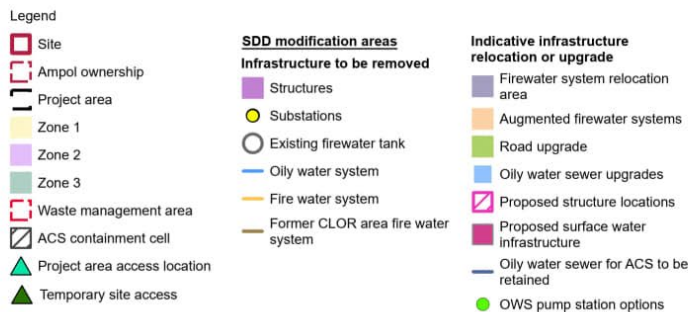 Legend
Site
Ampol ownership
Project area
Zone 1
Zone 2
Zone 3
Waste management area
ACS containment cell
Project area access location
Temporary site access
SDD modification areas
Infrastructure to be removed
Structures
Substations
Existing firewater tank
Oily water system
Fire water system
Former CLOR area fire water
system
Indicative infrastructure
relocation or upgrade
Firewater system relocation
area
Augmented firewater systems
Road upgrade
Oily water sewer upgrades
Proposed structure locations
Proposed surface water
infrastructure
Oily water sewer for ACS to be
retained
OWS pump station options